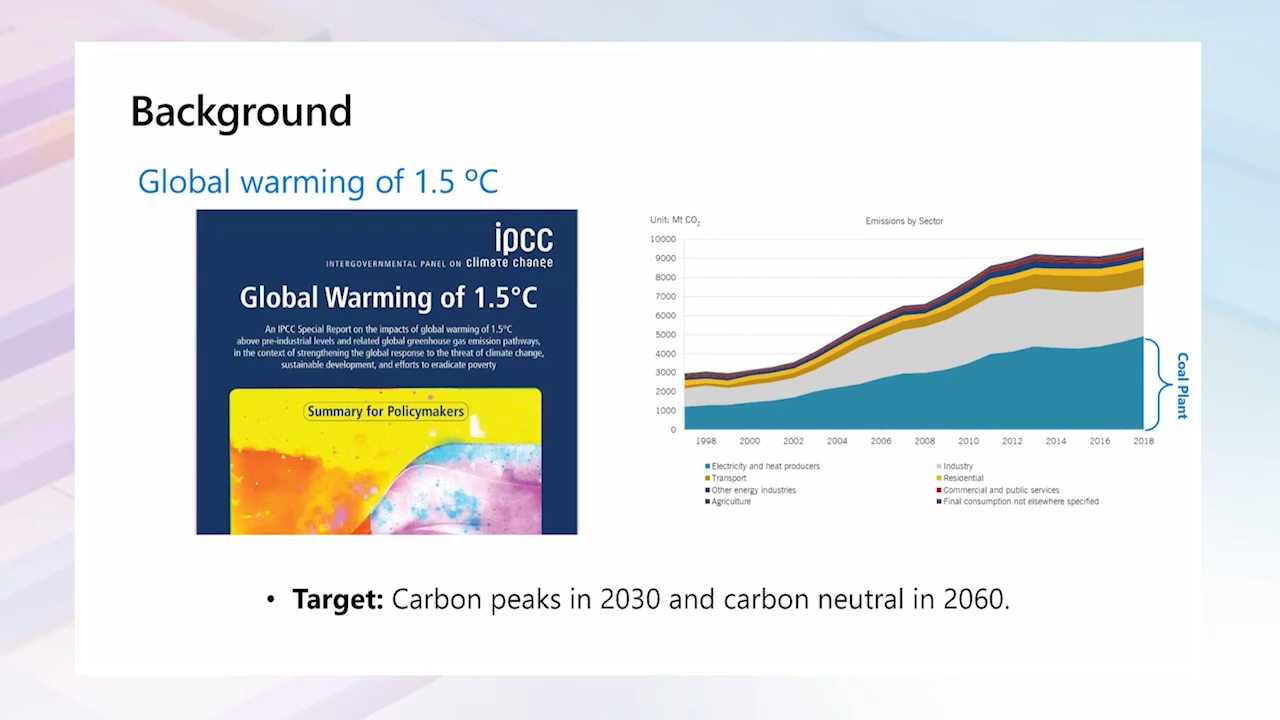 Background
Global warming of 1.5 ºC
ipcc
INTERGOVERNMENTAL PANEL ON climate change
Global Warming of 1.5°C
An IPCC Special Report on the impacts of global warming of 1.5°C
above pre-industrial levels and related global greenhouse gas emission pathways,
in the context of strengthening the global response to the threat of climate change,
sustainable development, and efforts to eradicate poverty
Summary for Policymakers
Unit: Mt CO₂
Emissions by Sector
10000
9000
8000
7000
6000
5000
4000
3000
2000
1000
0
1998 2000 2002 2004 2006 2008 2010 2012 2014 2016 2018
Coal Plant
Electricity and heat producers
Industry
Transport
Residential
Other energy industries
Commercial and public services
Agriculture
Final consumption not elsewhere specified
• Target: Carbon peaks in 2030 and carbon neutral in 2060.